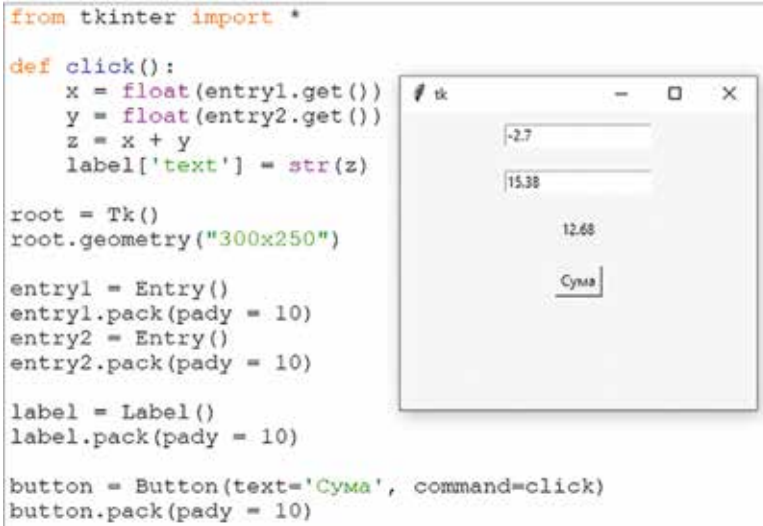 from tkinter import *
def click():
x = float(entry1.get())
y = float(entry2.get())
z = x + y
label['text'] = str(z)
root = Tk()
root.geometry("300x250")
entry1 = Entry()
entry1.pack(pady = 10)
entry2 = Entry()
entry2.pack(pady = 10)
label = Label()
label.pack(pady = 10)
button = Button(text='Сума', command=click)
button.pack(pady = 10)
tk
-2.7
15.38
12.68
Сума